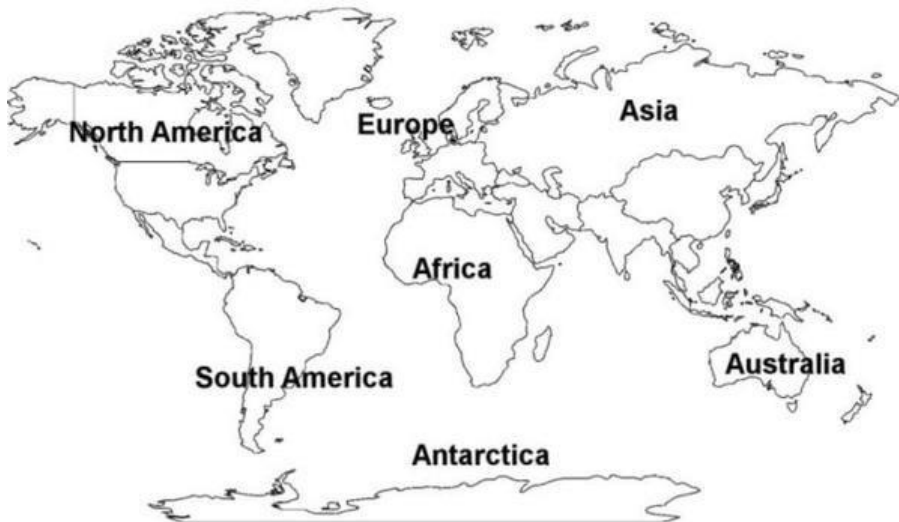 Asia
Europe
North America
Africa
Australia
South America
Antarctica